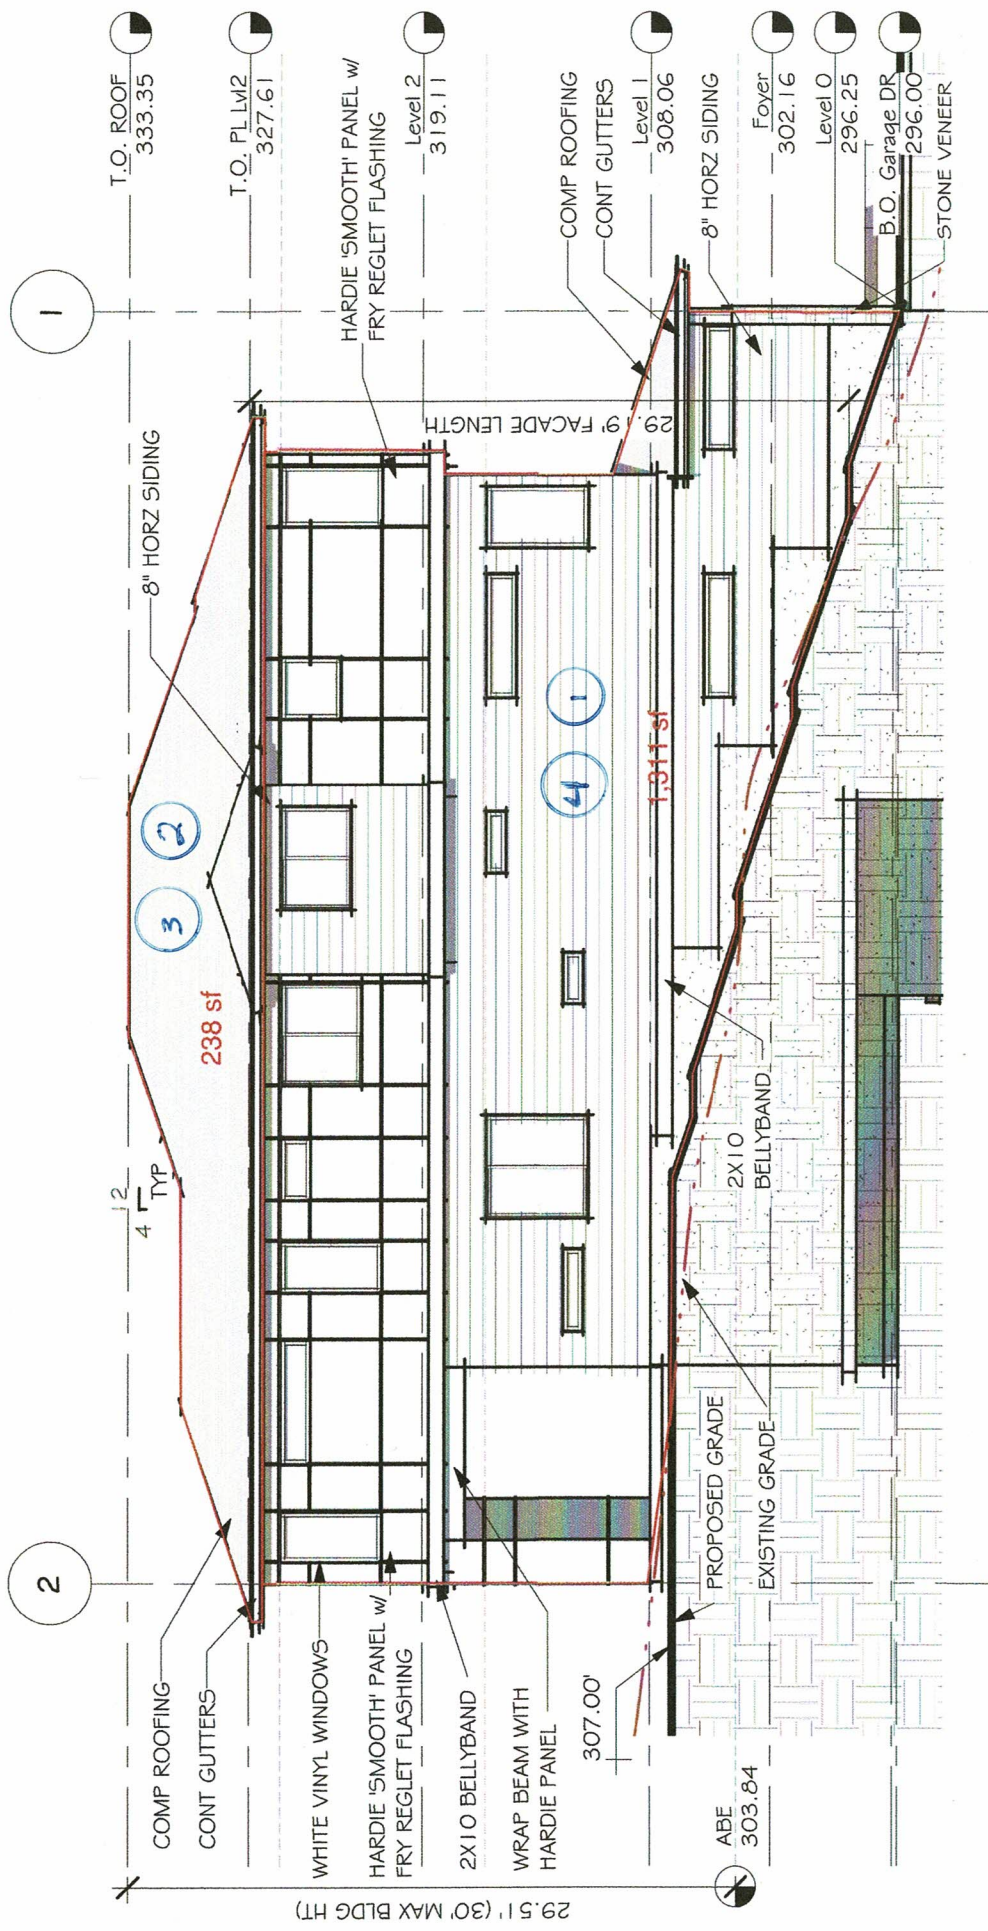 1
2
T.O. ROOF
333.35
T.O. PL Lvl2
327.61
Level 2
319.11
Level 1
308.06
Foyer
302.16
Level 0
296.25
B.O. Garage DR
296.00
STONE VENEER
8" HORZ SIDING
CONT GUTTERS
COMP ROOFING
HARDIE 'SMOOTH' PANEL w/
FRY REGLET FLASHING
29.19' FACADE LENGTH
8" HORZ SIDING
3
2
238 sf
12
4
TYP
4
1
1,311 sf
2X10
BELLYBAND
COMP ROOFING
CONT GUTTERS
WHITE VINYL WINDOWS
HARDIE 'SMOOTH' PANEL w/
FRY REGLET FLASHING
2X10 BELLYBAND
WRAP BEAM WITH
HARDIE PANEL
307.00'
PROPOSED GRADE
EXISTING GRADE
ABE
303.84
29.51' (30' MAX BLDG HT)